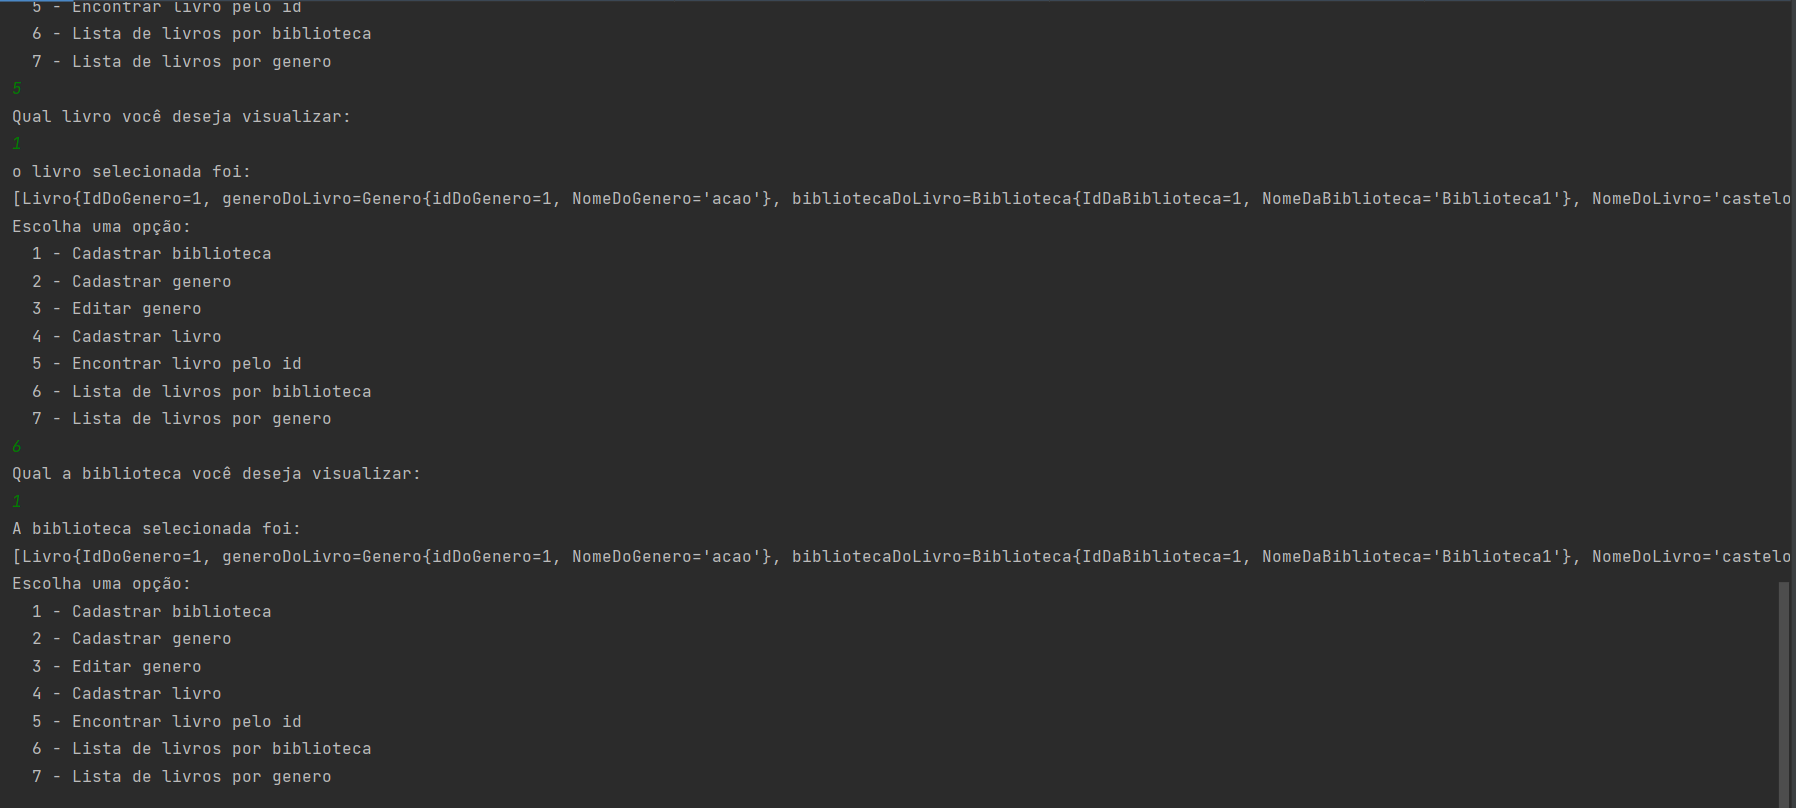 5 - Encontrar livro pelo id
6 - Lista de livros por biblioteca
7 - Lista de livros por genero
5
Qual livro você deseja visualizar:
1
o livro selecionada foi:
[Livro{IdDoGenero=1, generoDoLivro=Genero{idDoGenero=1, NomeDoGenero='acao'}, bibliotecaDoLivro=Biblioteca{IdDaBiblioteca=1, NomeDaBiblioteca='Biblioteca1'}, NomeDoLivro='castelo
Escolha uma opção:
1 - Cadastrar biblioteca
2 - Cadastrar genero
3 - Editar genero
4 - Cadastrar livro
5 - Encontrar livro pelo id
6 - Lista de livros por biblioteca
7 - Lista de livros por genero
6
Qual a biblioteca você deseja visualizar:
1
A biblioteca selecionada foi:
[Livro{IdDoGenero=1, generoDoLivro=Genero{idDoGenero=1, NomeDoGenero='acao'}, bibliotecaDoLivro=Biblioteca{IdDaBiblioteca=1, NomeDaBiblioteca='Biblioteca1'}, NomeDoLivro='castelo
Escolha uma opção:
1 - Cadastrar biblioteca
2 - Cadastrar genero
3 - Editar genero
4 - Cadastrar livro
5 - Encontrar livro pelo id
6 - Lista de livros por biblioteca
7 - Lista de livros por genero